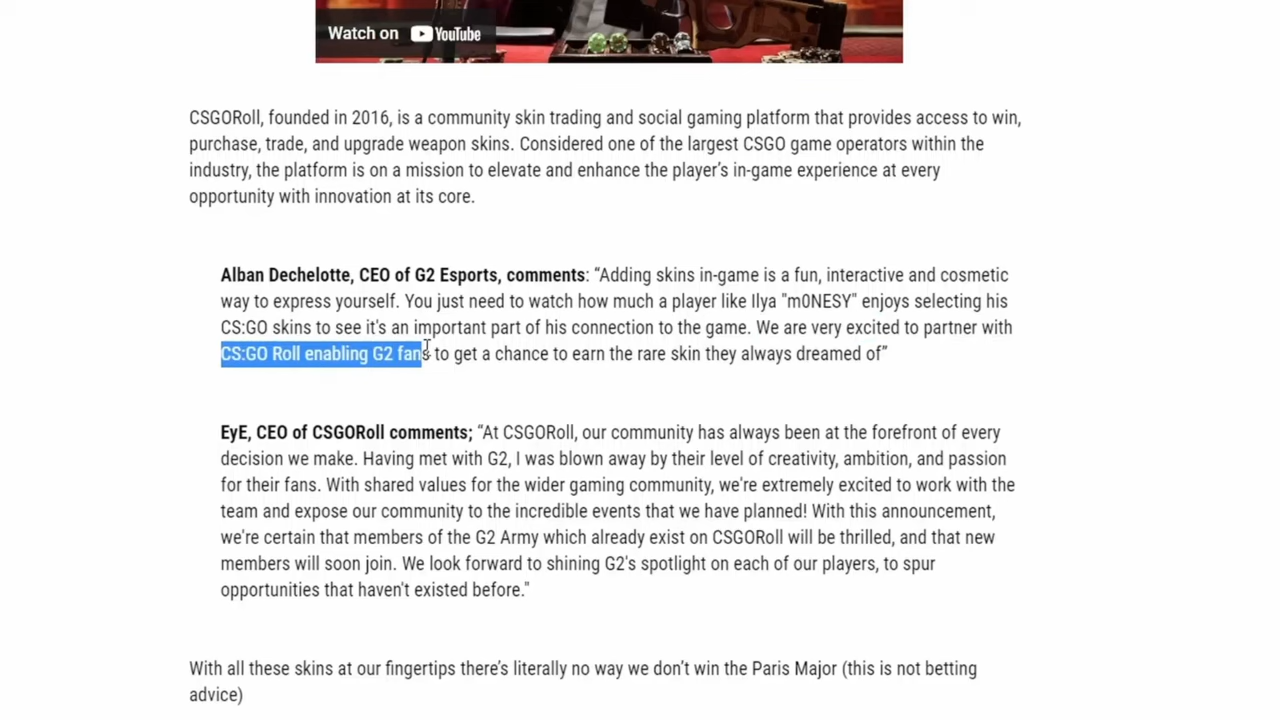 Watch on YouTube
CSGORoll, founded in 2016, is a community skin trading and social gaming platform that provides access to win,
purchase, trade, and upgrade weapon skins. Considered one of the largest CSGO game operators within the
industry, the platform is on a mission to elevate and enhance the player’s in-game experience at every
opportunity with innovation at its core.
Alban Dechelotte, CEO of G2 Esports, comments: “Adding skins in-game is a fun, interactive and cosmetic
way to express yourself. You just need to watch how much a player like Ilya "m0NESY" enjoys selecting his
CS:GO skins to see it's an important part of his connection to the game. We are very excited to partner with
CS:GO Roll enabling G2 fans to get a chance to earn the rare skin they always dreamed of”
EyE, CEO of CSGORoll comments; “At CSGORoll, our community has always been at the forefront of every
decision we make. Having met with G2, I was blown away by their level of creativity, ambition, and passion
for their fans. With shared values for the wider gaming community, we're extremely excited to work with the
team and expose our community to the incredible events that we have planned! With this announcement,
we're certain that members of the G2 Army which already exist on CSGORoll will be thrilled, and that new
members will soon join. We look forward to shining G2's spotlight on each of our players, to spur
opportunities that haven't existed before."
With all these skins at our fingertips there’s literally no way we don’t win the Paris Major (this is not betting
advice)